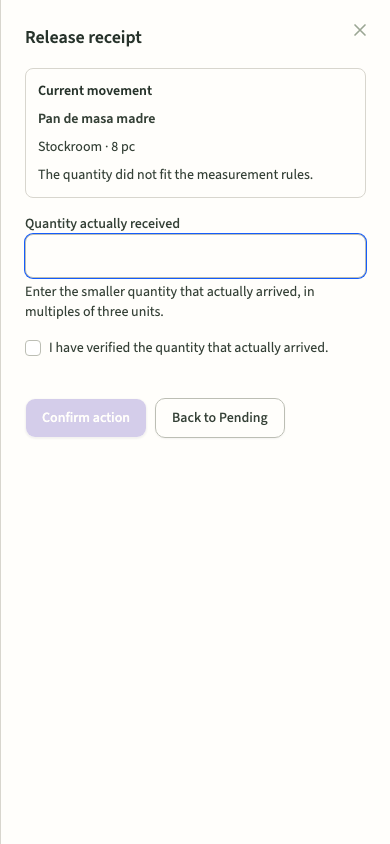 Release receipt
Current movement
Pan de masa madre
Stockroom · 8 pc
The quantity did not fit the measurement rules.
Quantity actually received
Enter the smaller quantity that actually arrived, in
multiples of three units.
I have verified the quantity that actually arrived.
Confirm action
Back to Pending